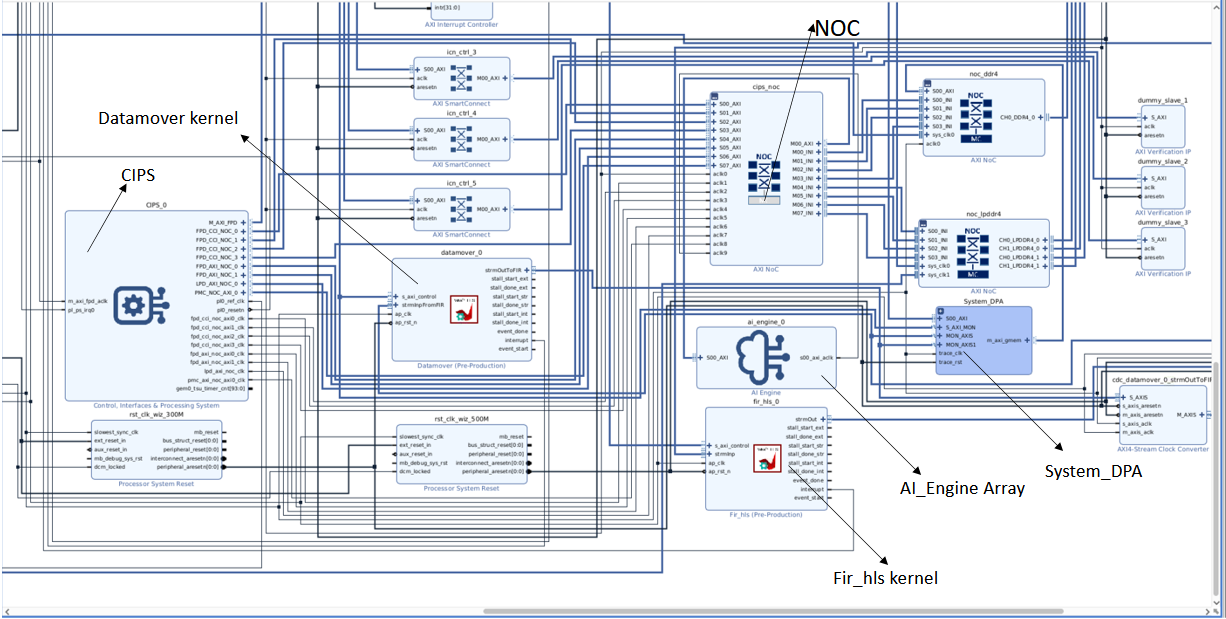 intr[31:0]
AXI Interrupt Controller
NOC
icn_ctrl_3
S00_AXI
aclk
aresetn
M00_AXI
AXI SmartConnect
icn_ctrl_4
S00_AXI
aclk
aresetn
M00_AXI
AXI SmartConnect
icn_ctrl_5
S00_AXI
aclk
aresetn
M00_AXI
AXI SmartConnect
Datamover kernel
CIPS
CIPS_0
m_axi_fpd_aclk
pl_ps_irq0
M_AXI_FPD
FPD_CCI_NOC_0
FPD_CCI_NOC_1
FPD_CCI_NOC_2
FPD_CCI_NOC_3
FPD_AXI_NOC_0
FPD_AXI_NOC_1
LPD_AXI_NOC_0
PMC_NOC_AXI_0
pl0_ref_clk
pl0_resetn
fpd_cci_noc_axi0_clk
fpd_cci_noc_axi1_clk
fpd_cci_noc_axi2_clk
fpd_cci_noc_axi3_clk
fpd_axi_noc_axi0_clk
fpd_axi_noc_axi1_clk
lpd_axi_noc_clk
pmc_axi_noc_axi0_clk
gem0_tsu_timer_cnt[93:0]
Control, Interfaces & Processing System
datamover_0
s_axi_control
strmInpFromFIR
ap_clk
ap_rst_n
strmOutToFIR
stall_start_ext
stall_done_ext
stall_start_str
stall_done_str
stall_start_int
stall_done_int
event_done
interrupt
event_start
Datamover (Pre-Production)
rst_clk_wiz_300M
slowest_sync_clk
ext_reset_in
aux_reset_in
mb_debug_sys_rst
dcm_locked
mb_reset
bus_struct_reset[0:0]
peripheral_reset[0:0]
interconnect_aresetn[0:0]
peripheral_aresetn[0:0]
Processor System Reset
rst_clk_wiz_500M
slowest_sync_clk
ext_reset_in
aux_reset_in
mb_debug_sys_rst
dcm_locked
mb_reset
bus_struct_reset[0:0]
peripheral_reset[0:0]
interconnect_aresetn[0:0]
peripheral_aresetn[0:0]
Processor System Reset
cips_noc
S00_AXI
S01_AXI
S02_AXI
S03_AXI
S04_AXI
S05_AXI
S06_AXI
S07_AXI
aclk0
aclk1
aclk2
aclk3
aclk4
aclk5
aclk6
aclk7
aclk8
aclk9
NOC
M00_AXI
M00_INI
M01_INI
M02_INI
M03_INI
M04_INI
M05_INI
M06_INI
M07_INI
AXI NoC
noc_ddr4
S00_AXI
S00_INI
S01_INI
S02_INI
S03_INI
sys_clk0
aclk0
NOC
MC
CH0_DDR4_0
AXI NoC
noc_lpddr4
S00_INI
S01_INI
S02_INI
S03_INI
sys_clk0
sys_clk1
NOC
MC
CH0_LPDDR4_0
CH1_LPDDR4_0
CH0_LPDDR4_1
CH1_LPDDR4_1
AXI NoC
dummy_slave_1
S_AXI
aclk
aresetn
AXI Verification IP
dummy_slave_2
S_AXI
aclk
aresetn
AXI Verification IP
dummy_slave_3
S_AXI
aclk
aresetn
AXI Verification IP
System_DPA
S00_AXI
S_AXI_MON
MON_AXIS
MON_AXIS1
trace_clk
trace_rst
m_axi_gmem
ai_engine_0
S00_AXI
s00_axi_aclk
AI Engine
fir_hls_0
s_axi_control
strmInp
ap_clk
ap_rst_n
strmOut
stall_start_ext
stall_done_ext
stall_start_str
stall_done_str
stall_start_int
stall_done_int
event_done
interrupt
event_start
Fir_hls (Pre-Production)
cdc_datamover_0_strmOutToFIR
S_AXIS
s_axis_aresetn
m_axis_aresetn
s_axis_aclk
m_axis_aclk
M_AXIS
AXI4-Stream Clock Converter
System_DPA
AI_Engine Array
Fir_hls kernel